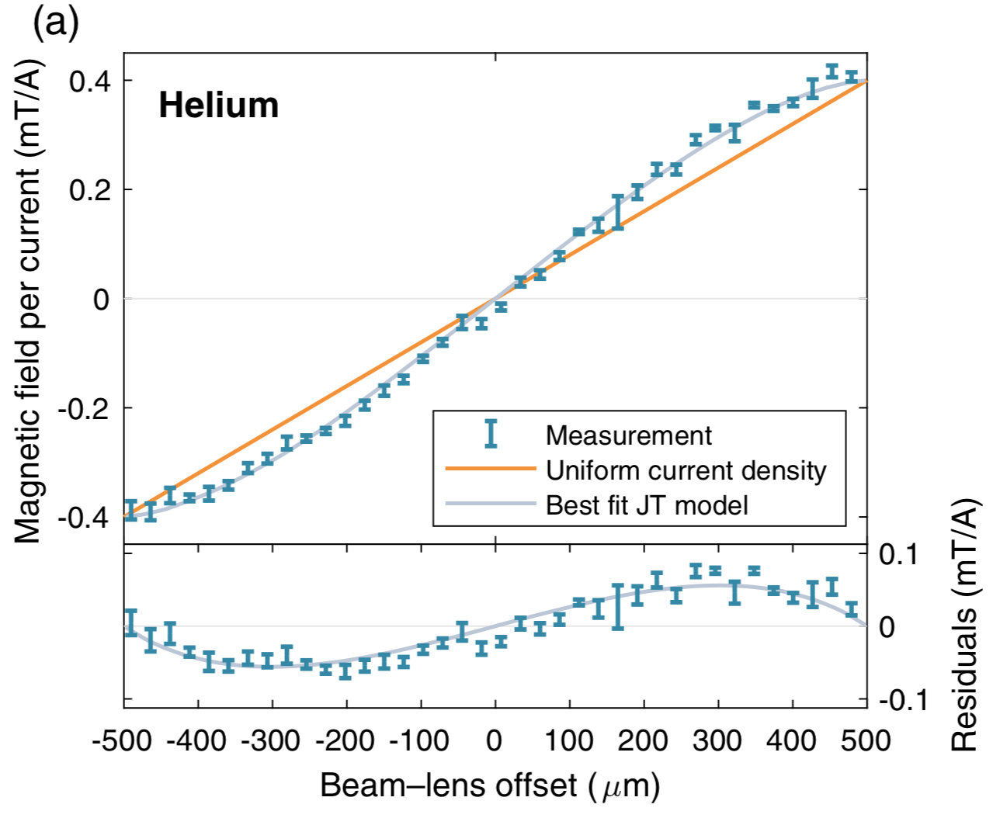 (a)
Helium
Magnetic field per current (mT/A)
0.4
0.2
0
-0.2
-0.4
Measurement
Uniform current density
Best fit JT model
0.1
0
-0.1
Residuals (mT/A)
-500 -400 -300 -200 -100 0 100 200 300 400 500
Beam–lens offset (μm)